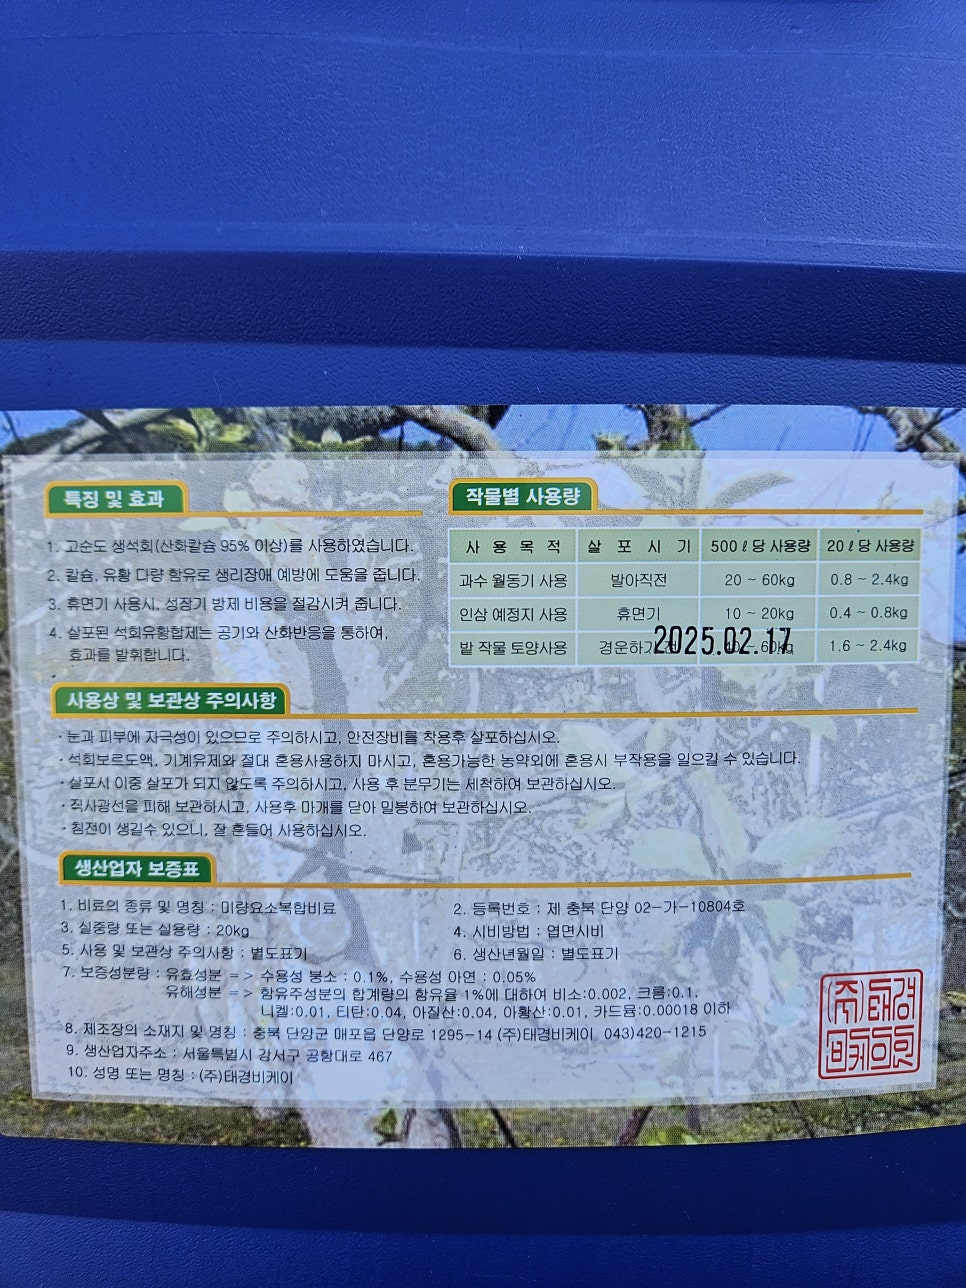 특징 및 효과
1. 고순도 생석회(산화칼슘 95% 이상)를 사용하였습니다.
2. 칼슘, 유황 다량 함유로 생리장애 예방에 도움을 줍니다.
3. 휴면기 사용시, 성장기 방제 비용을 절감시켜 줍니다.
4. 살포된 석회유황합제는 공기와 산화반응을 통하여,
효과를 발휘합니다.
작물별 사용량
사 용 목 적 살 포 시 기 500ℓ당 사용량 20ℓ당 사용량
과수 월동기 사용 발아직전 20 ~ 60kg 0.8 ~ 2.4kg
인삼 예정지 사용 휴면기 10 ~ 20kg 0.4 ~ 0.8kg
밭 작물 토양사용 경운하기 ~ 60kg 1.6 ~ 2.4kg
2025.02.17
사용상 및 보관상 주의사항
· 눈과 피부에 자극성이 있으므로 주의하시고, 안전장비를 착용후 살포하십시오.
· 석회보르도액, 기계유제와 절대 혼용사용하지 마시고, 혼용가능한 농약외에 혼용시 부작용을 일으킬 수 있습니다.
· 살포시 이중 살포가 되지 않도록 주의하시고, 사용 후 분무기는 세척하여 보관하십시오.
· 직사광선을 피해 보관하시고, 사용후 마개를 닫아 밀봉하여 보관하십시오.
· 침전이 생길수 있으니, 잘 흔들어 사용하십시오.
생산업자 보증표
1. 비료의 종류 및 명칭 : 미량요소복합비료
2. 등록번호 : 제 충북 단양 02-가-10804호
3. 실중량 또는 실용량 : 20kg
4. 시비방법 : 엽면시비
5. 사용 및 보관상 주의사항 : 별도표기
6. 생산년월일 : 별도표기
7. 보증성분량 : 유효성분 => 수용성 붕소 : 0.1%, 수용성 아연 : 0.05%
유해성분 => 함유주성분의 합계량의 함유율 1%에 대하여 비소:0.002, 크롬:0.1,
니켈:0.01, 티탄:0.04, 아질산:0.04, 아황산:0.01, 카드뮴:0.00018 이하
8. 제조장의 소재지 및 명칭 : 충북 단양군 매포읍 단양로 1295-14 (주)태경비케이 043)420-1215
9. 생산업자주소 : 서울특별시 강서구 공항대로 467
10. 성명 또는 명칭 : (주)태경비케이
(주)태경
비케이